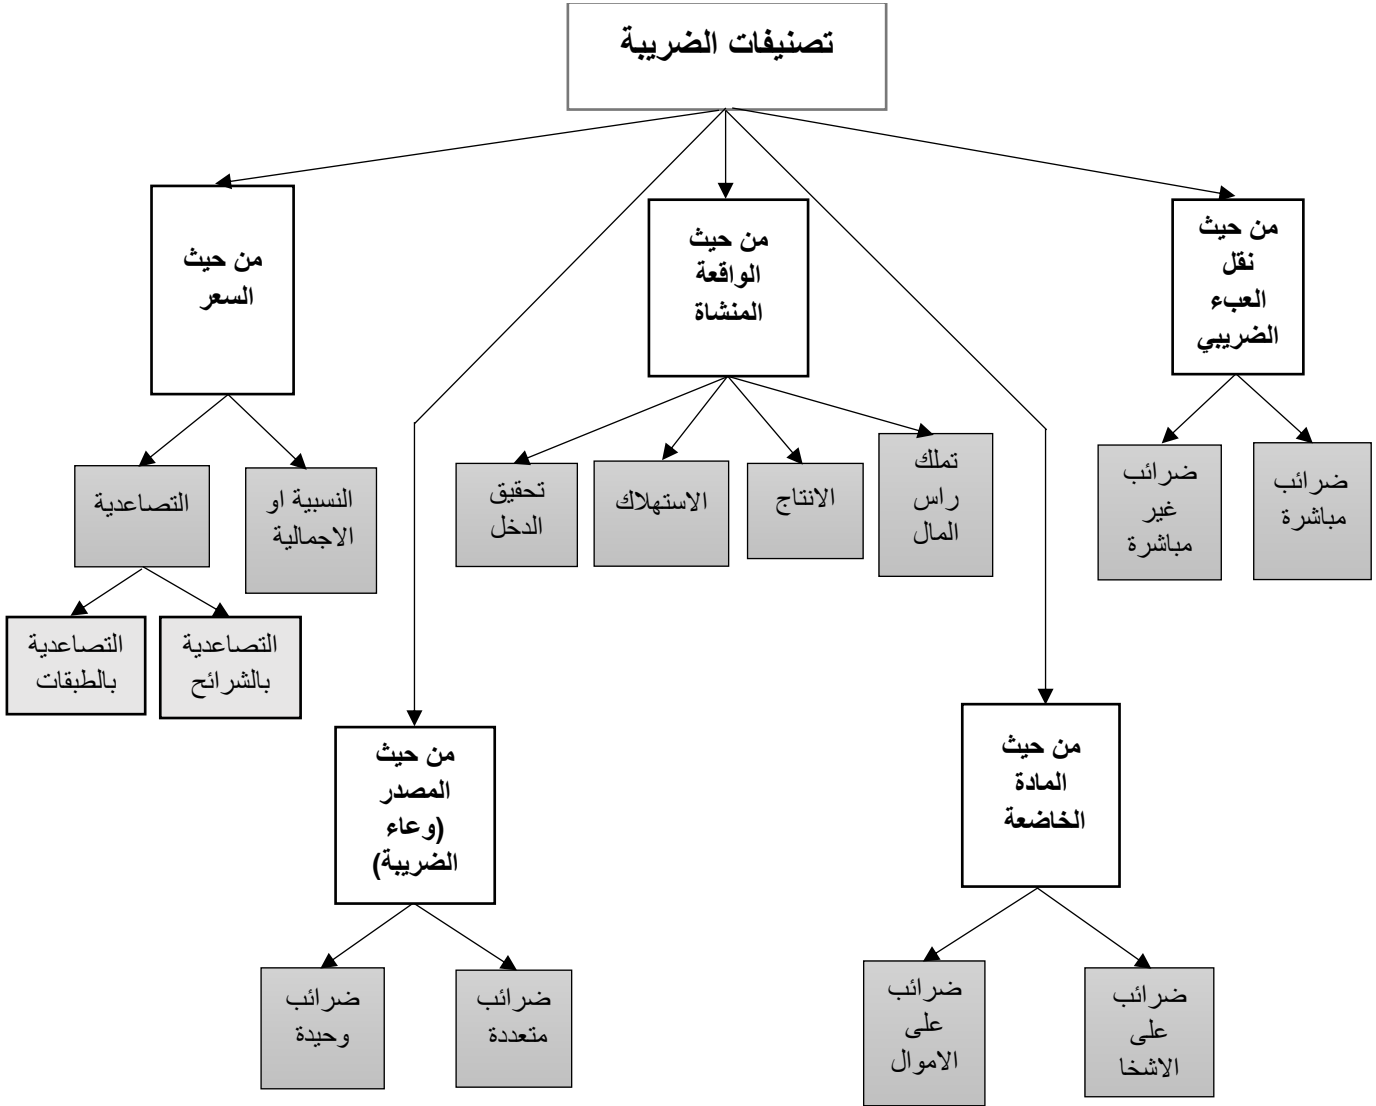 تصنيفات الضريبة
من حيث
نقل
العبء
الضريبي
من حيث
الواقعة
المنشاة
من حيث
السعر
ضرائب
مباشرة
ضرائب
غير
مباشرة
تملك
راس
المال
الانتاج
الاستهلاك
تحقيق
الدخل
النسبية او
الاجمالية
التصاعدية
التصاعدية
بالشرائح
التصاعدية
بالطبقات
من حيث
المادة
الخاضعة
من حيث
المصدر
(وعاء
الضريبة)
ضرائب
على
الاشخا
ضرائب
على
الاموال
ضرائب
متعددة
ضرائب
وحيدة